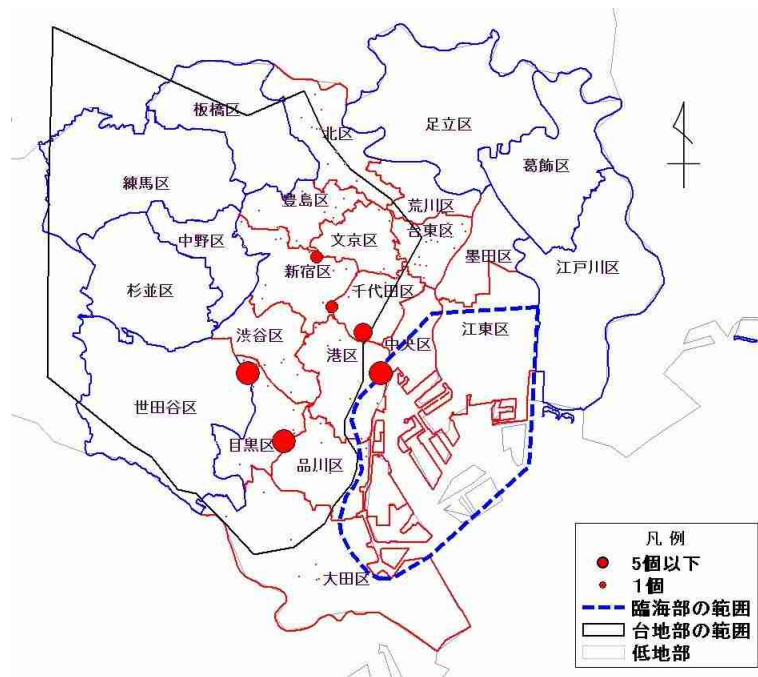 板橋区
北区
足立区
葛飾区
練馬区
豊島区
荒川区
文京区
台東区
中野区
墨田区
新宿区
江戸川区
千代田区
杉並区
江東区
渋谷区
港区
中央区
世田谷区
目黒区
品川区
大田区
凡 例
5個以下
1個
臨海部の範囲
台地部の範囲
低地部